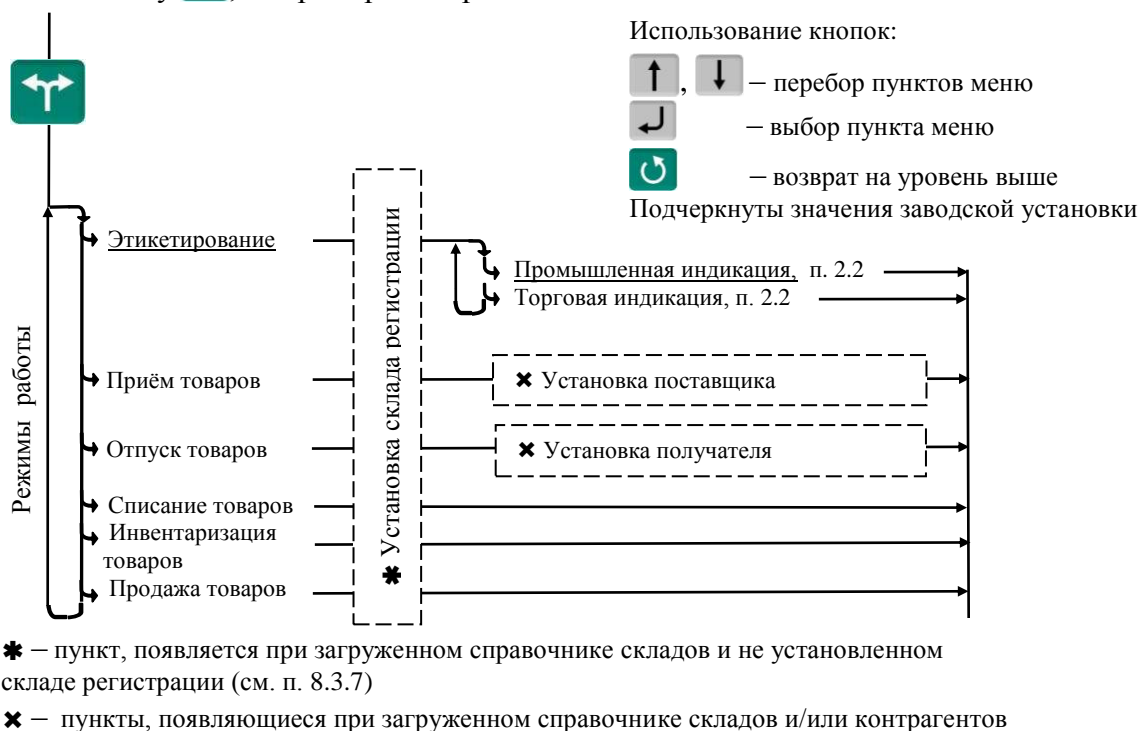 Использование кнопок:
, – перебор пунктов меню
– выбор пункта меню
– возврат на уровень выше
Подчеркнуты значения заводской установки
Режимы работы
Этикетирование
Приём товаров
Отпуск товаров
Списание товаров
Инвентаризация
товаров
Продажа товаров
✱ Установка склада регистрации
Промышленная индикация, п. 2.2
Торговая индикация, п. 2.2
✖ Установка поставщика
✖ Установка получателя
✱ – пункт, появляется при загруженном справочнике складов и не установленном
складе регистрации (см. п. 8.3.7)
✖ – пункты, появляющиеся при загруженном справочнике складов и/или контрагентов